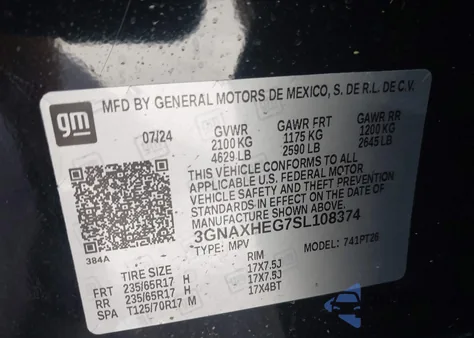 gm
MFD BY GENERAL MOTORS DE MEXICO, S. DE R.L. DE C.V.
07/24 GVWR GAWR FRT GAWR RR
2100 KG 1175 KG 1200 KG
4629 LB 2590 LB 2645 LB
THIS VEHICLE CONFORMS TO ALL
APPLICABLE U.S. FEDERAL MOTOR
VEHICLE SAFETY AND THEFT PREVENTION
STANDARDS IN EFFECT ON THE DATE OF
MANUFACTURE SHOWN ABOVE.
3GNAXHEG7SL108374
TYPE: MPV MODEL: 741PT26
384A
TIRE SIZE RIM
FRT 235/65R17 H 17X7.5J
RR 235/65R17 H 17X7.5J
SPA T125/70R17 M 17X4BT